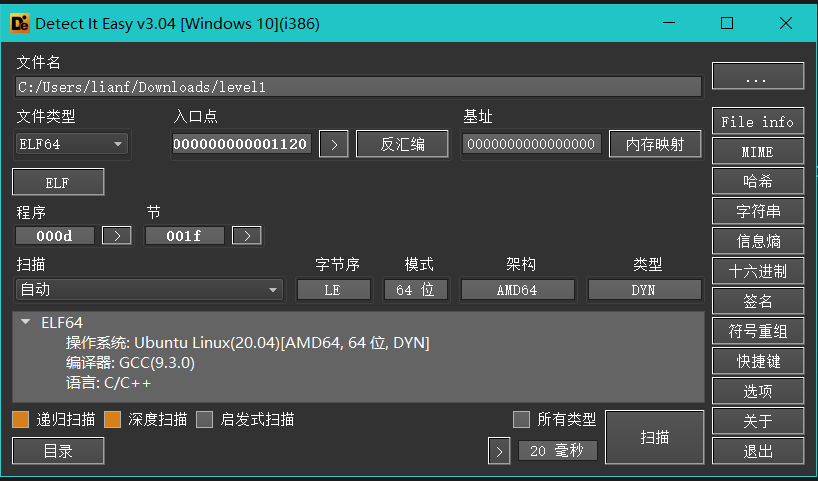 Detect It Easy v3.04 [Windows 10](i386)
文件名
C:/Users/lianf/Downloads/level1
...
文件类型 入口点 基址
ELF64 000000000001120 > 反汇编 0000000000000000 内存映射
File info
MIME
ELF
哈希
程序 节
字符串
000d > 001f >
信息熵
扫描 字节序 模式 架构 类型
十六进制
自动 LE 64 位 AMD64 DYN
签名
ELF64
符号重组
操作系统: Ubuntu Linux(20.04)[AMD64, 64 位, DYN]
编译器: GCC(9.3.0)
快捷键
语言: C/C++
选项
递归扫描 深度扫描 启发式扫描 所有类型
扫描
关于
目录 > 20 毫秒
退出